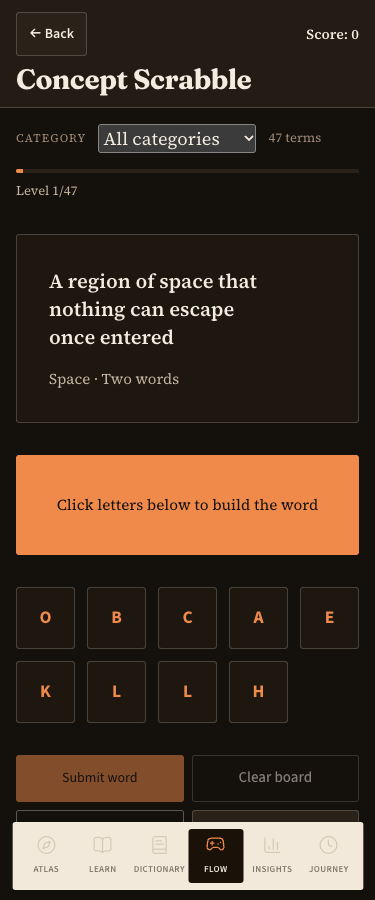 ← Back
Score: 0
Concept Scrabble
CATEGORY All categories 47 terms
Level 1/47
A region of space that
nothing can escape
once entered
Space · Two words
Click letters below to build the word
O B C A E
K L L H
Submit word Clear board
ATLAS LEARN DICTIONARY FLOW INSIGHTS JOURNEY